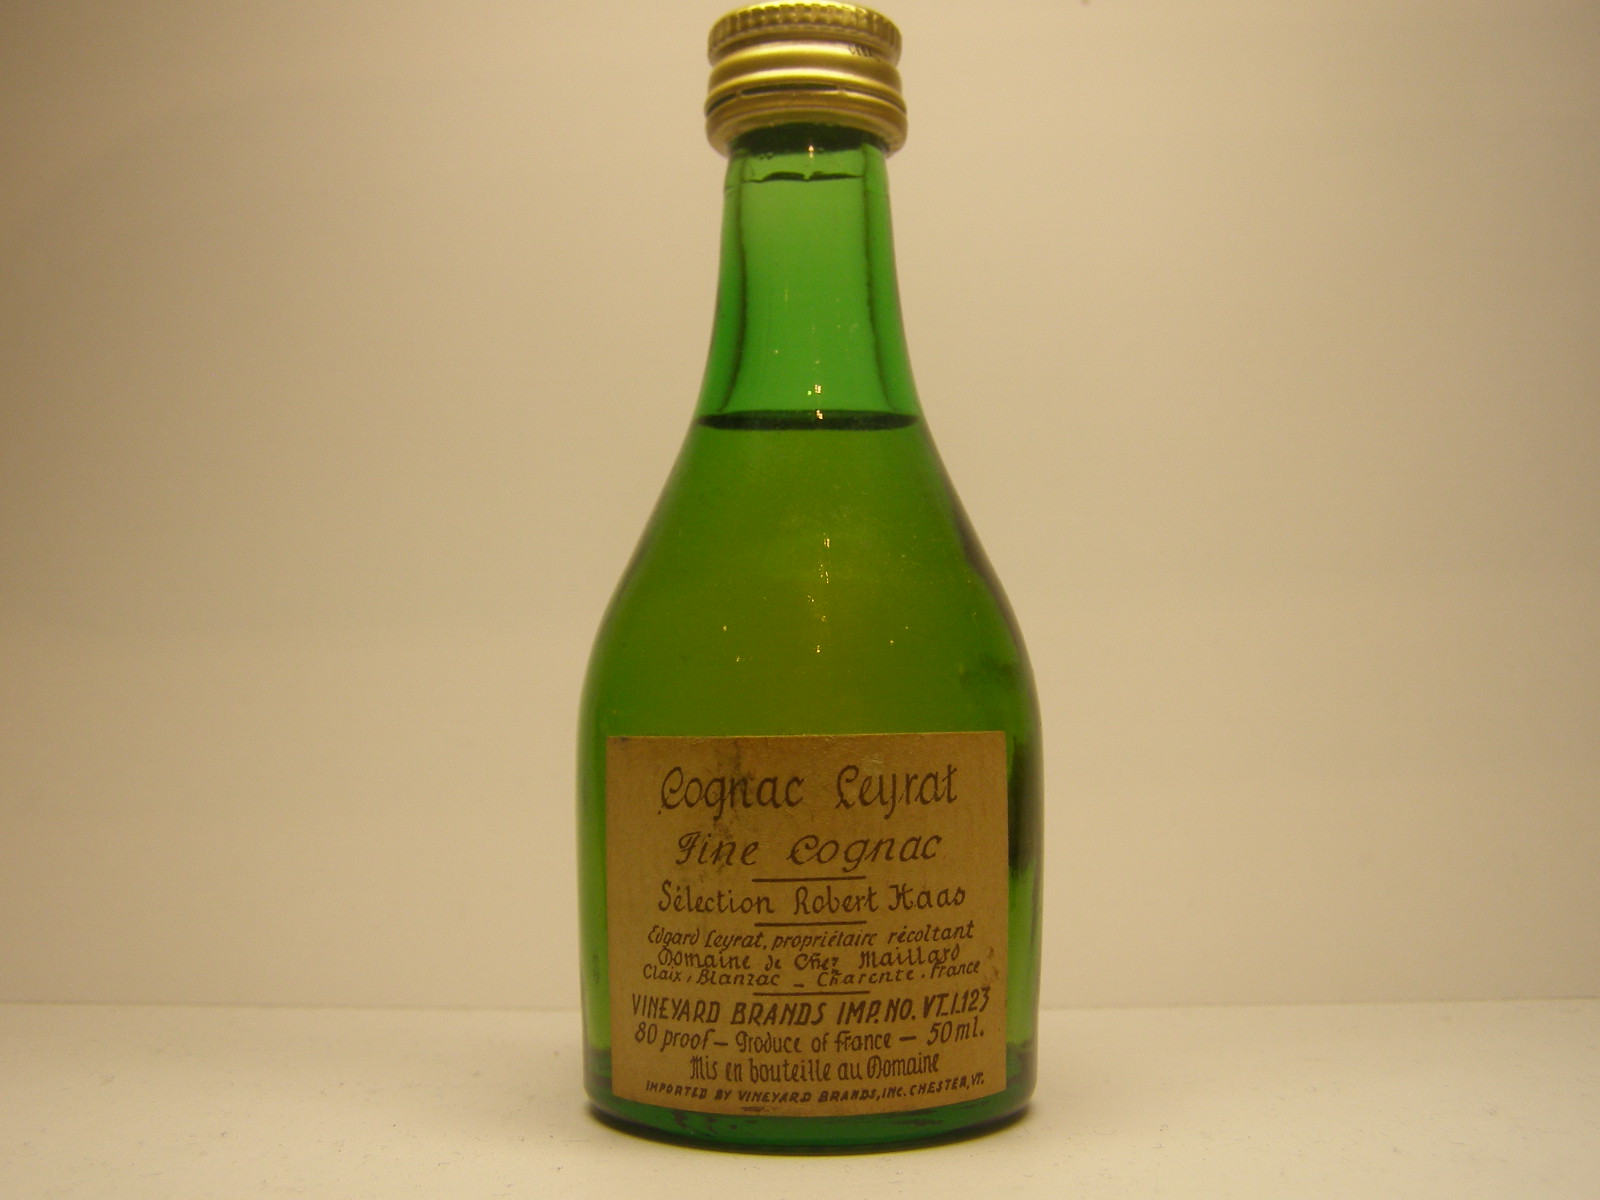 Cognac Leyrat
Fine Cognac
Sélection Robert Haas
Edgard Leyrat, propriétaire récoltant
Domaine de Chez Maillard
Claix, Blanzac - Charente. France
VINEYARD BRANDS IMP. NO. VT.I.123
80 proof - Produce of France - 50 ml.
Mis en bouteille au Domaine
IMPORTED BY VINEYARD BRANDS, INC. CHESTER, VT.